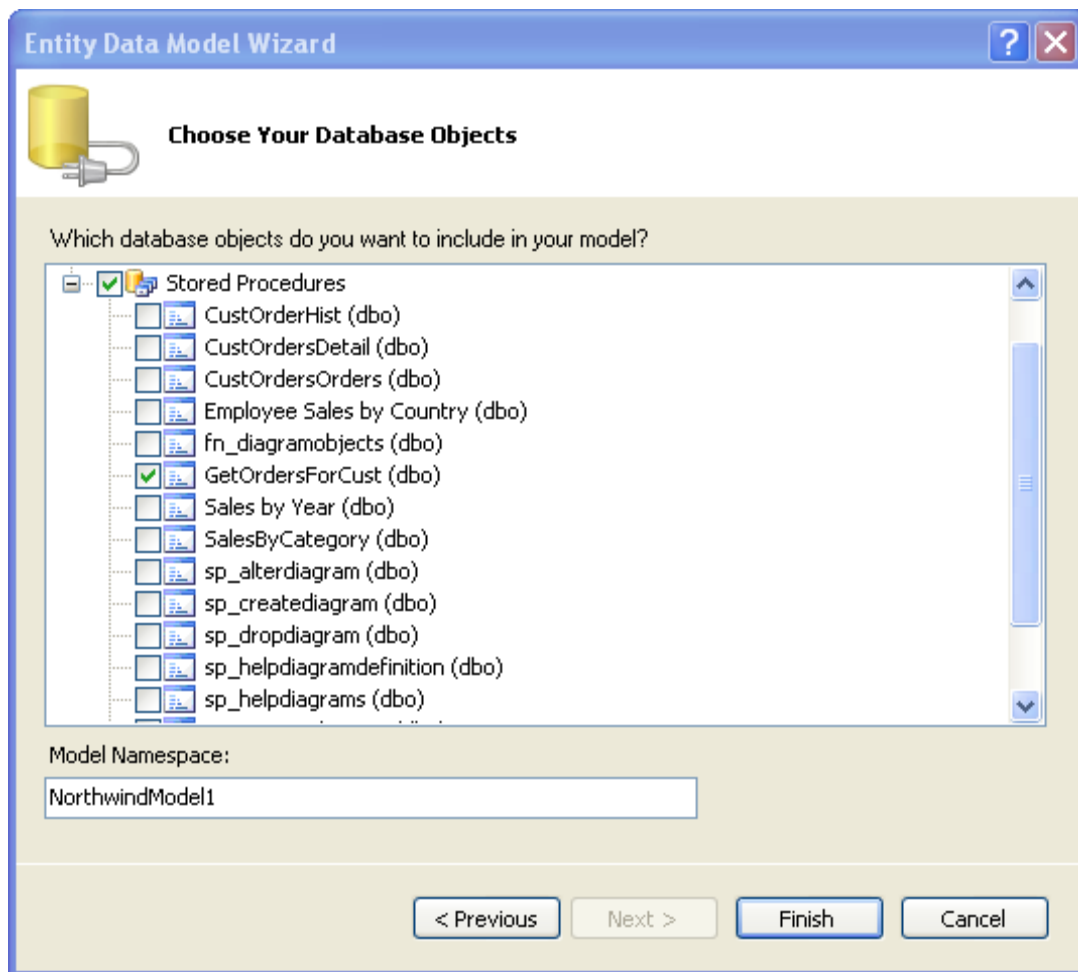 Entity Data Model Wizard
Choose Your Database Objects
Which database objects do you want to include in your model?
Stored Procedures
CustOrderHist (dbo)
CustOrdersDetail (dbo)
CustOrdersOrders (dbo)
Employee Sales by Country (dbo)
fn_diagramobjects (dbo)
GetOrdersForCust (dbo)
Sales by Year (dbo)
SalesByCategory (dbo)
sp_alterdiagram (dbo)
sp_creatediagram (dbo)
sp_dropdiagram (dbo)
sp_helpdiagramdefinition (dbo)
sp_helpdiagrams (dbo)
Model Namespace:
NorthwindModel1
< Previous Next > Finish Cancel